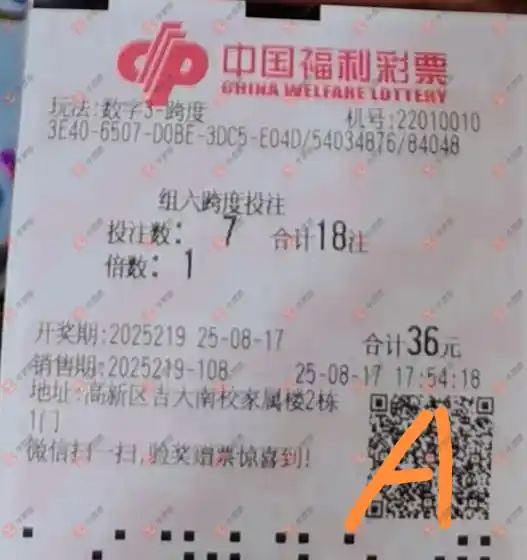 中国福利彩票
CHINA WELFARE LOTTERY
玩法:数字3-跨度 机号:22010010
3E40-6507-D0BE-3DC5-E04D/54034876/84048
组六跨度投注
投注数: 7 合计18注
倍数: 1
开奖期:2025219 25-08-17 合计36元
销售期:2025219-108 25-08-17 17:54:18
地址:高新区吉大南校家属楼2栋
1门
微信扫一扫,验奖赠票惊喜到!
A